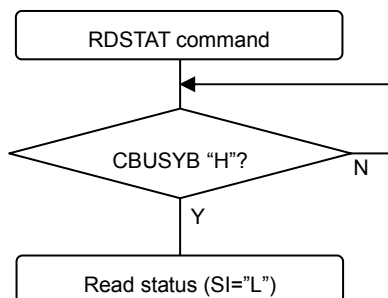 RDSTAT command
CBUSYB “H”?
N
Y
Read status (SI=”L”)